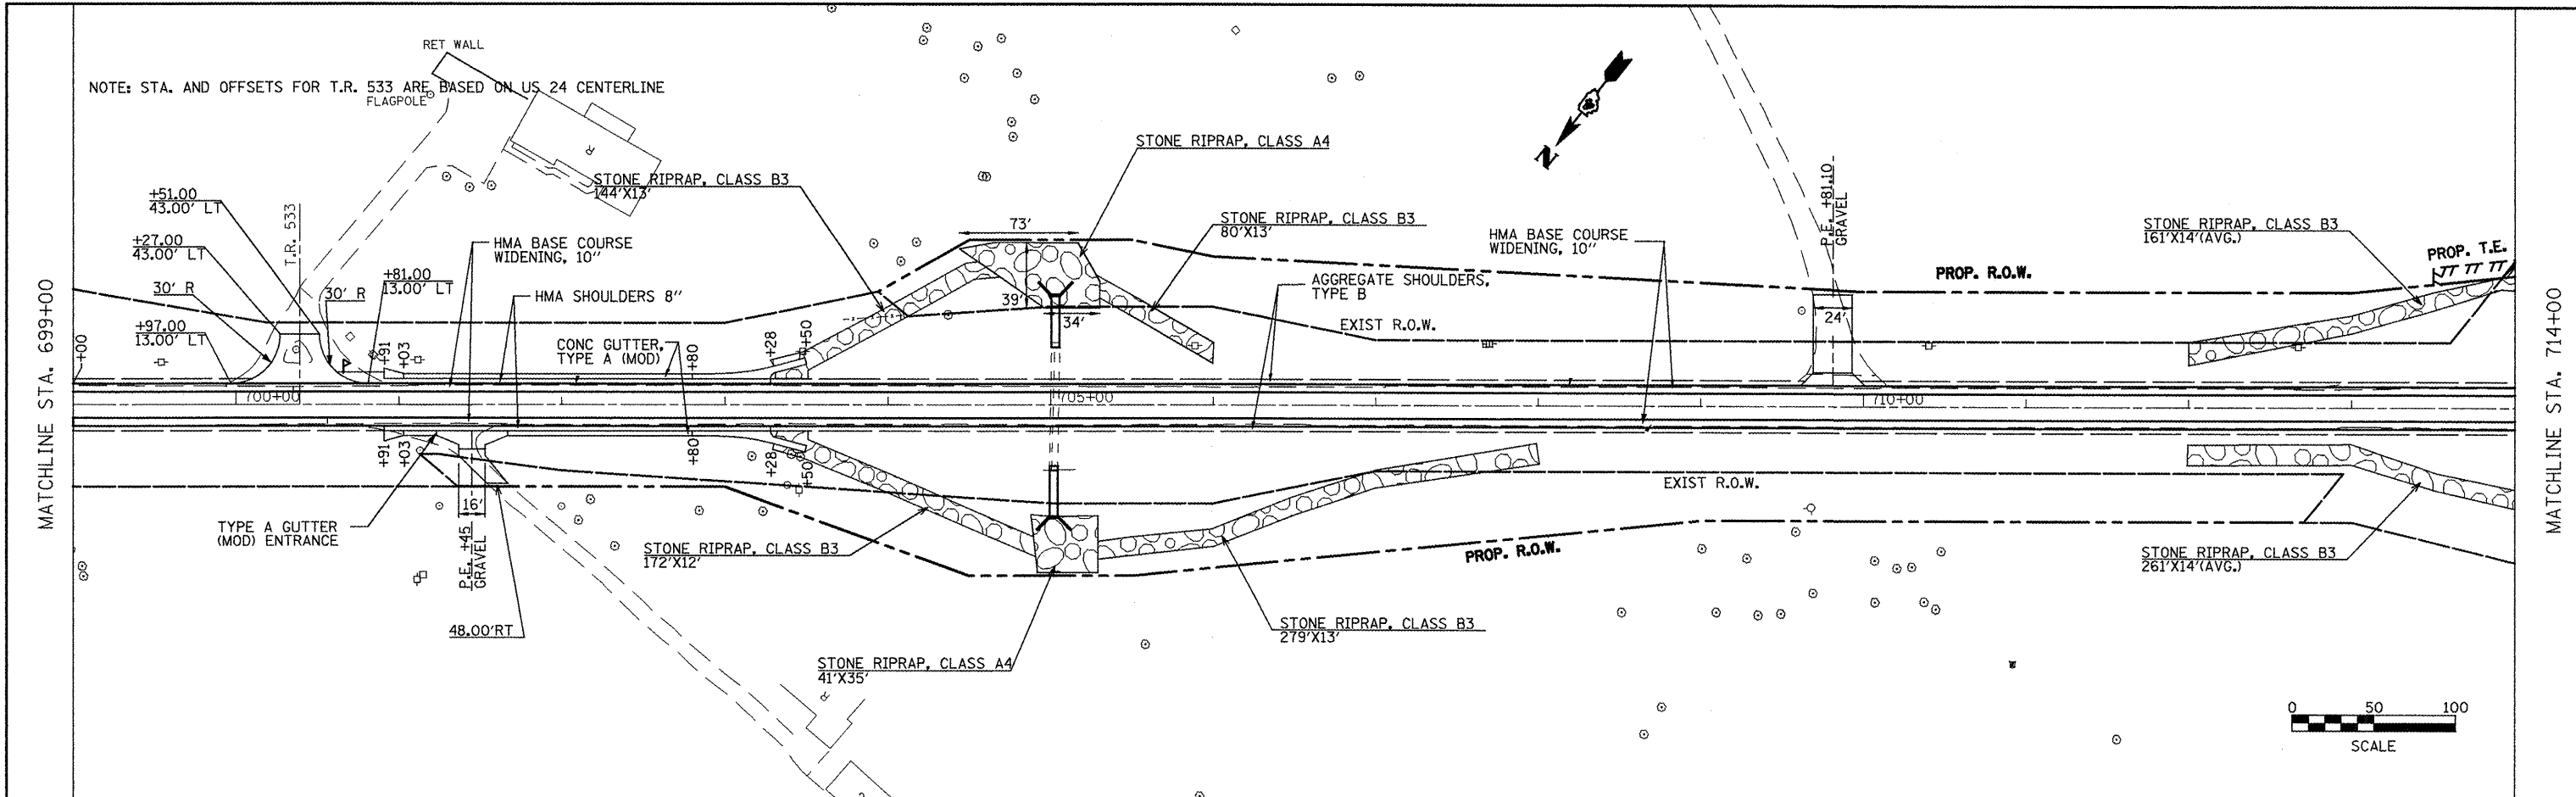 RET WALL
NOTE: STA. AND OFFSETS FOR T.R. 533 ARE BASED ON US 24 CENTERLINE
FLAGPOLE
N
STONE RIPRAP, CLASS A4
STONE RIPRAP, CLASS B3
144'X13'
+51.00
43.00' LT
T.R. 533
+27.00
43.00' LT
30' R
+97.00
13.00' LT
+00
30' R
+81.00
13.00' LT
HMA BASE COURSE
WIDENING, 10"
HMA SHOULDERS 8"
CONC GUTTER,
TYPE A (MOD)
+91
+03
+80
+28
+50
73'
39'
34'
STONE RIPRAP, CLASS B3
80'X13'
HMA BASE COURSE
WIDENING, 10"
AGGREGATE SHOULDERS,
TYPE B
EXIST R.O.W.
P.E. +81.10
GRAVEL
24'
PROP. R.O.W.
STONE RIPRAP, CLASS B3
161'X14'(AVG.)
PROP. T.E.
MATCHLINE STA. 699+00
700+00
705+00
710+00
MATCHLINE STA. 714+00
+91
+03
+80
+28
+50
16'
P.E. +45
GRAVEL
TYPE A GUTTER
(MOD) ENTRANCE
48.00'RT
STONE RIPRAP, CLASS B3
172'X12'
STONE RIPRAP, CLASS A4
41'X35'
STONE RIPRAP, CLASS B3
279'X13'
PROP. R.O.W.
EXIST R.O.W.
STONE RIPRAP, CLASS B3
261'X14'(AVG.)
0 50 100
SCALE